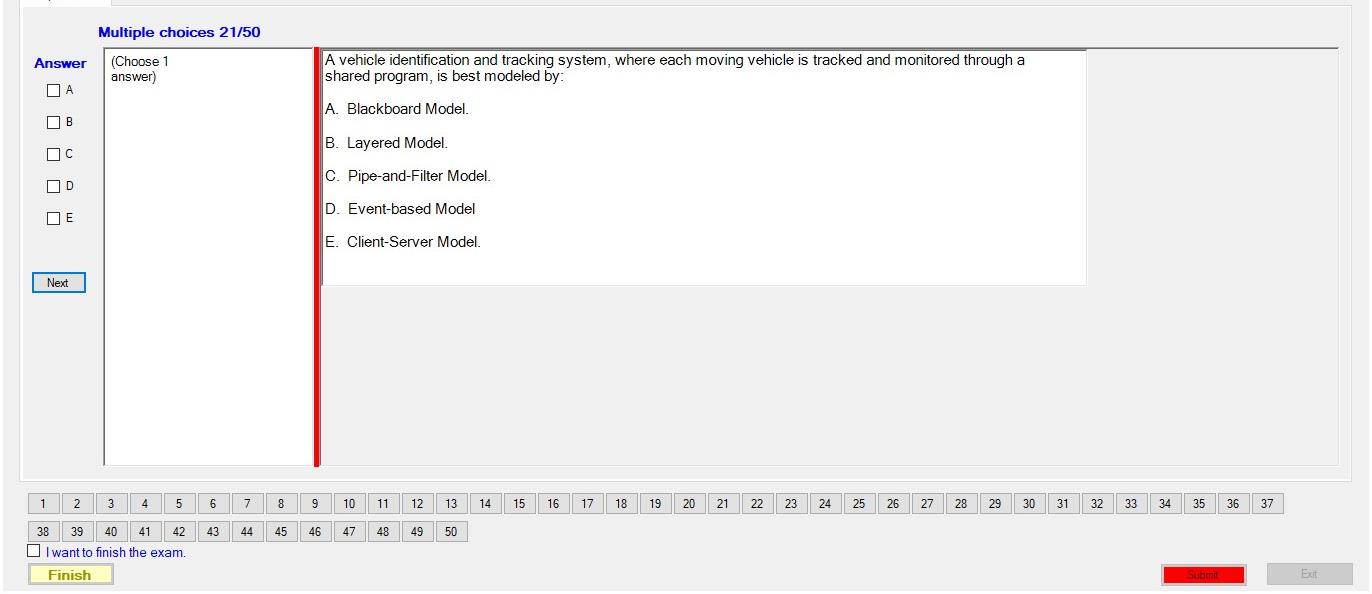 Multiple choices 21/50
Answer
A
B
C
D
E
Next
(Choose 1
answer)
A vehicle identification and tracking system, where each moving vehicle is tracked and monitored through a
shared program, is best modeled by:
A. Blackboard Model.
B. Layered Model.
C. Pipe-and-Filter Model.
D. Event-based Model
E. Client-Server Model.
1 2 3 4 5 6 7 8 9 10 11 12 13 14 15 16 17 18 19 20 21 22 23 24 25 26 27 28 29 30 31 32 33 34 35 36 37
38 39 40 41 42 43 44 45 46 47 48 49 50
I want to finish the exam.
Finish
Submit
Exit